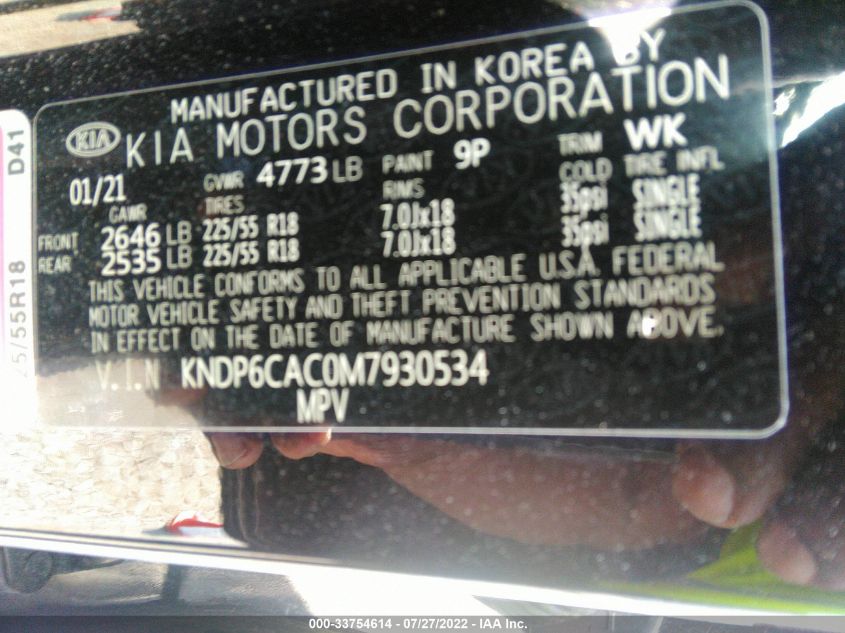 MANUFACTURED IN KOREA BY
KIA KIA MOTORS CORPORATION
01/21 GVWR 4773 LB PAINT 9P TRIM WK
GAWR TIRES RIMS COLD TIRE INFL
FRONT 2646 LB 225/55 R18 7.0Jx18 35psi SINGLE
REAR 2535 LB 225/55 R18 7.0Jx18 35psi SINGLE
THIS VEHICLE CONFORMS TO ALL APPLICABLE U.S.A. FEDERAL
MOTOR VEHICLE SAFETY AND THEFT PREVENTION STANDARDS
IN EFFECT ON THE DATE OF MANUFACTURE SHOWN ABOVE.
V.I.N KNDP6CAC0M7930534
MPV
25/55R18 D41
000-33754614 / 07/27/2022 - IAA Inc.